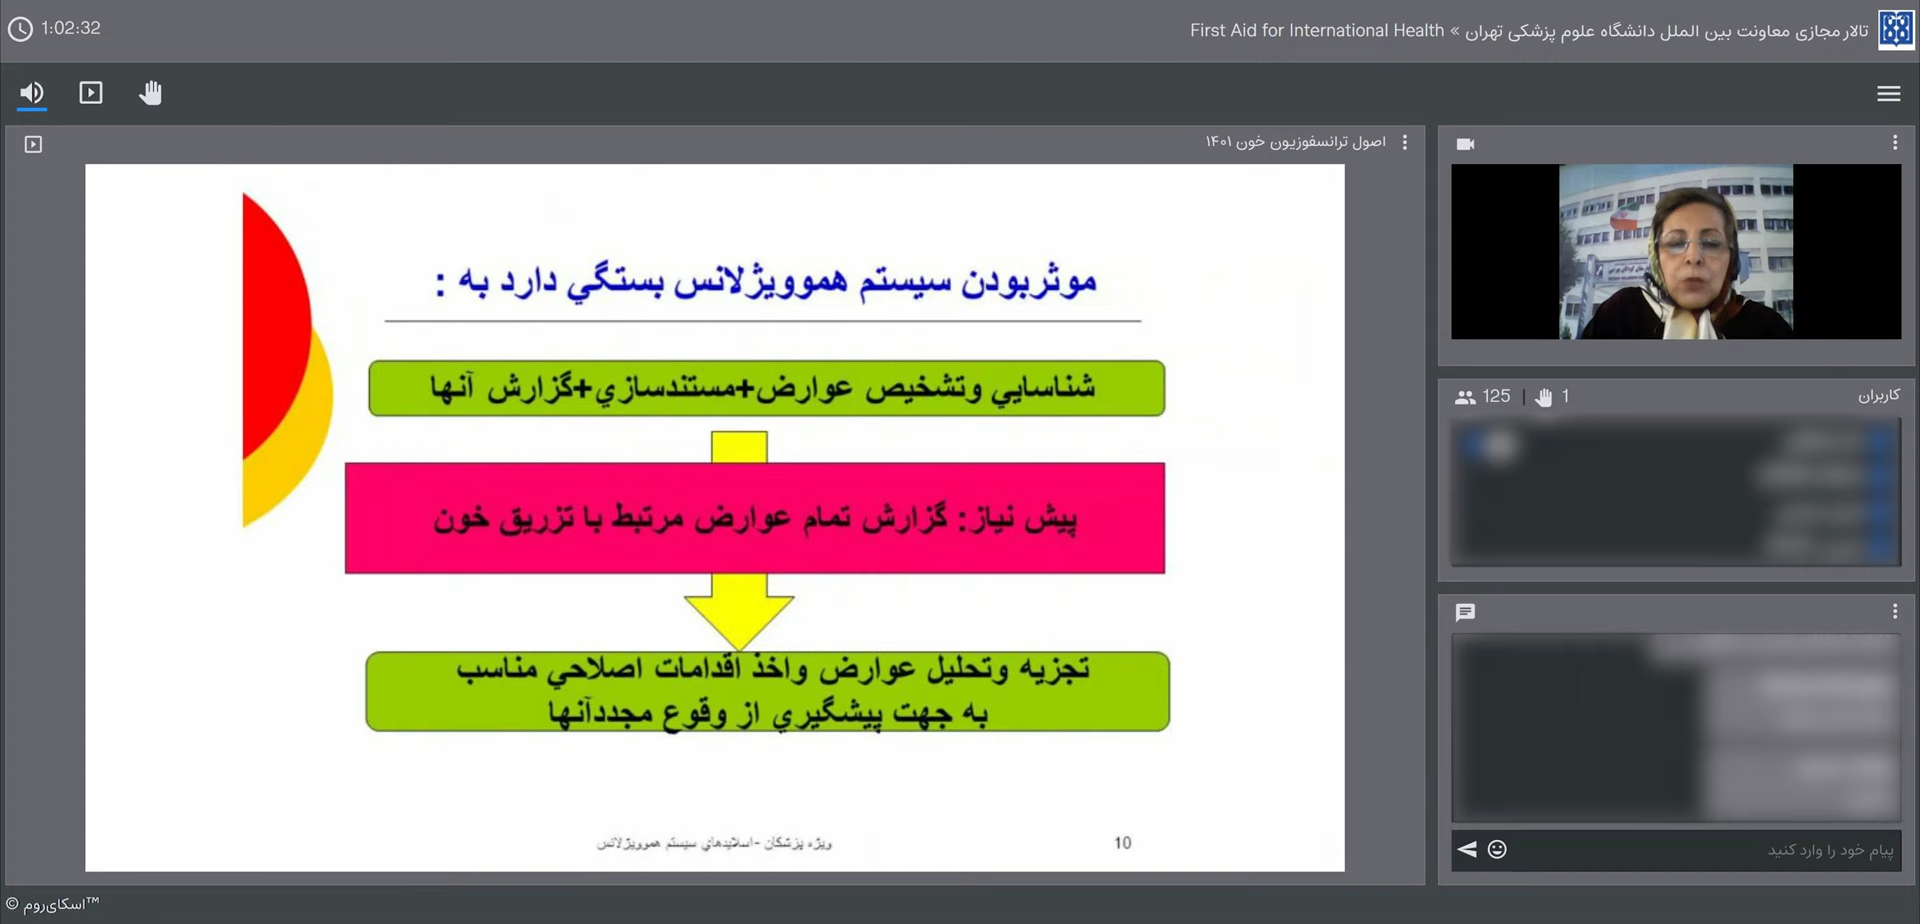 1:02:32
تالار مجازی معاونت بین الملل دانشگاه علوم پزشکی تهران » First Aid for International Health
اصول ترانسفوزیون خون ۱۴۰۱
موثربودن سيستم هموويژلانس بستگي دارد به :
شناسايي وتشخيص عوارض+مستندسازي+گزارش آنها
پيش نياز: گزارش تمام عوارض مرتبط با تزريق خون
تجزيه وتحليل عوارض واخذ اقدامات اصلاحي مناسب
به جهت پيشگيري از وقوع مجددآنها
ويژه پزشكان -اسلايدهاي سيستم هموويژلانس
10
کاربران
125 | 1
پیام خود را وارد کنید
© اسکای‌روم™